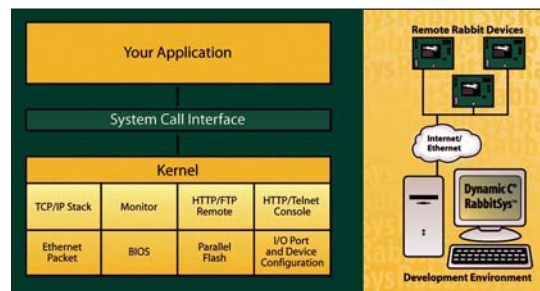 Your Application
System Call Interface
Kernel
TCP/IP Stack
Monitor
HTTP/FTP
Remote
HTTP/Telnet
Console
Ethernet
Packet
BIOS
Parallel
Flash
I/O Port
and Device
Configuration
Remote Rabbit Devices
Internet/
Ethernet
Dynamic C®
RabbitSys™
Development Environment